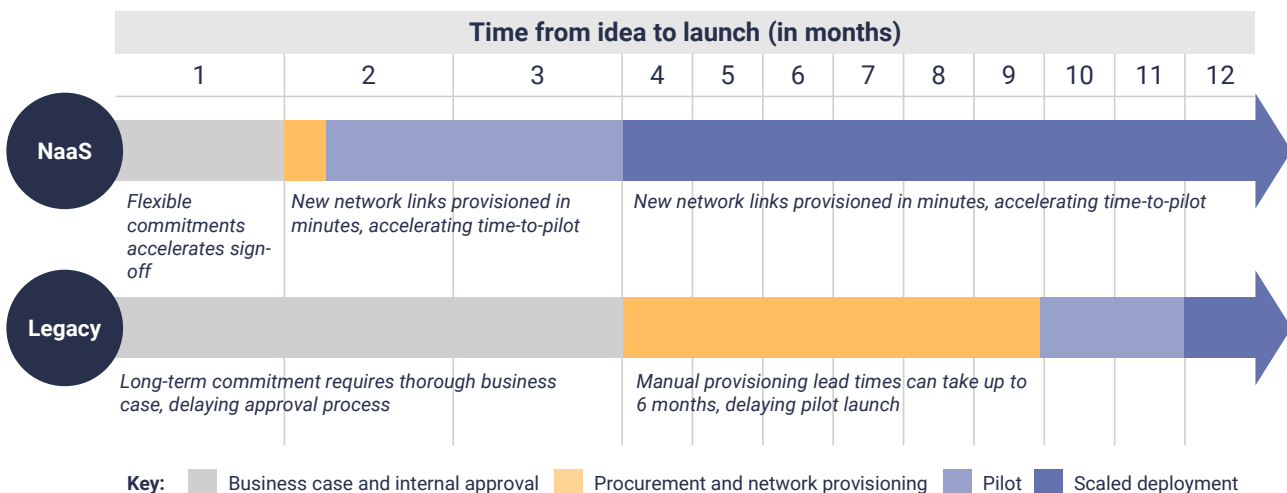 Time from idea to launch (in months)
1 2 3 4 5 6 7 8 9 10 11 12
NaaS
Flexible
commitments
accelerates sign-
off
New network links provisioned in
minutes, accelerating time-to-pilot
New network links provisioned in minutes, accelerating time-to-pilot
Legacy
Long-term commitment requires thorough business
case, delaying approval process
Manual provisioning lead times can take up to
6 months, delaying pilot launch
Key: Business case and internal approval Procurement and network provisioning Pilot Scaled deployment